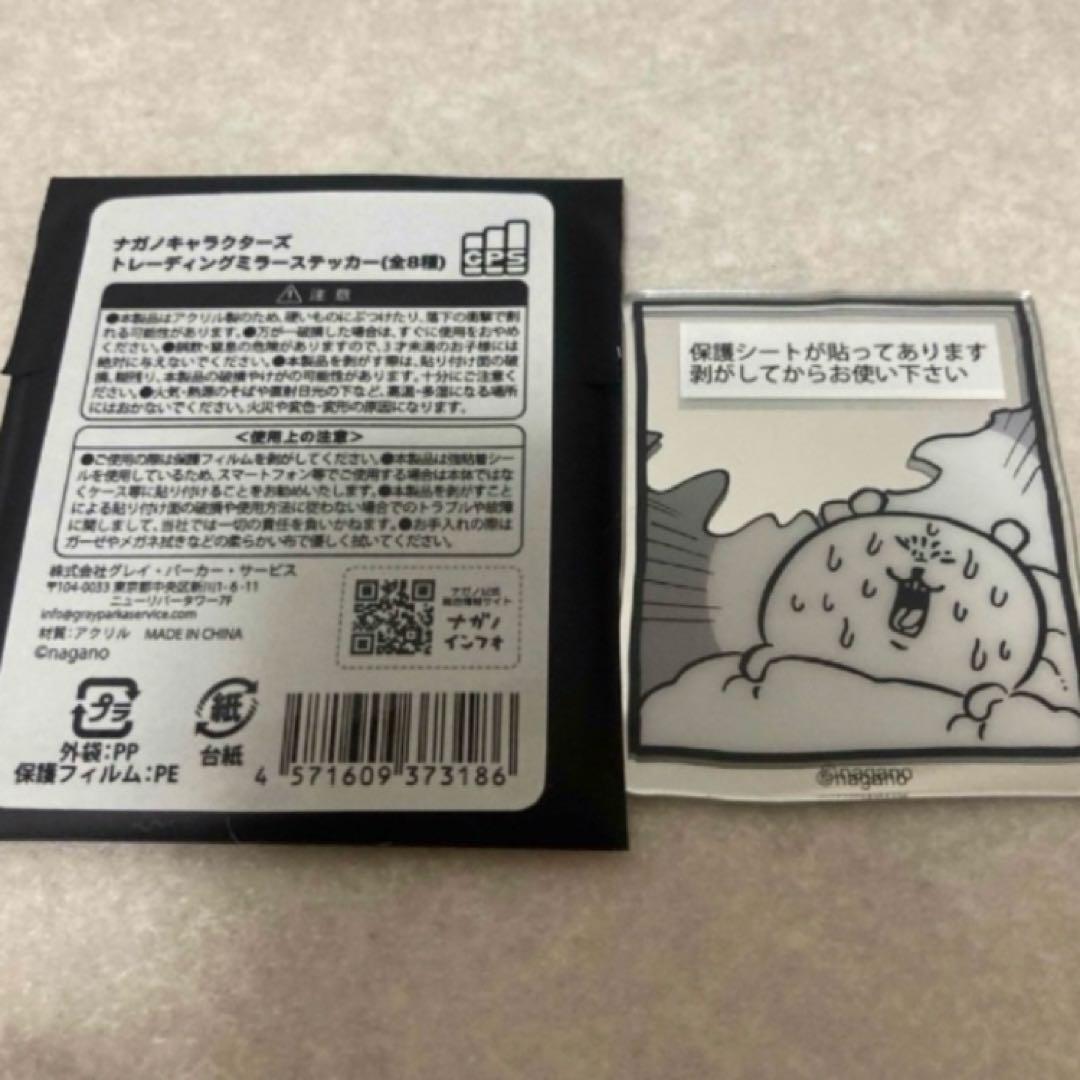 ナガノキャラクターズ
トレーディングミラーステッカー(全8種)
GPS
注意
●本製品はアクリル製のため、硬いものにぶつけたり、落下の衝撃で割
れる可能性があります。●万が一破損した場合は、すぐに使用をおやめ
ください。●誤飲・窒息の危険がありますので、3才未満のお子様には
絶対に与えないでください。●本製品を剥がす際は、貼り付け面の破
損、糊残り、本製品の破損やけがの可能性があります。十分にご注意く
ださい。●火気・熱源のそばや直射日光の下など、高温・多湿になる場所
にはおかないでください。火災や変色・変形の原因になります。
＜使用上の注意＞
●ご使用の際は保護フィルムを剥がしてください。●本製品は強粘着シー
ルを使用しているため、スマートフォン等でご使用する場合は本体ではな
くケース等に貼り付けることをお勧めいたします。●本製品を剥がすこと
による貼り付け面の破損や使用方法に従わない場合でのトラブルや故障
に関しまして、当社では一切の責任を負いかねます。●お手入れの際は
ガーゼやメガネ拭きなどの柔らかい布で優しく拭いてください。
株式会社グレイ・パーカー・サービス
〒104-0033 東京都中央区新川1-6-11
ニューリバータワー7F
info@grayparkaservice.com
材質:アクリル MADE IN CHINA
©nagano
ナガノ公式
総合情報サイト
ナガノ
インフォ
プラ
外袋:PP
保護フィルム:PE
紙
台紙
4 571609 373186
保護シートが貼ってあります
剥がしてからお使い下さい
©nagano